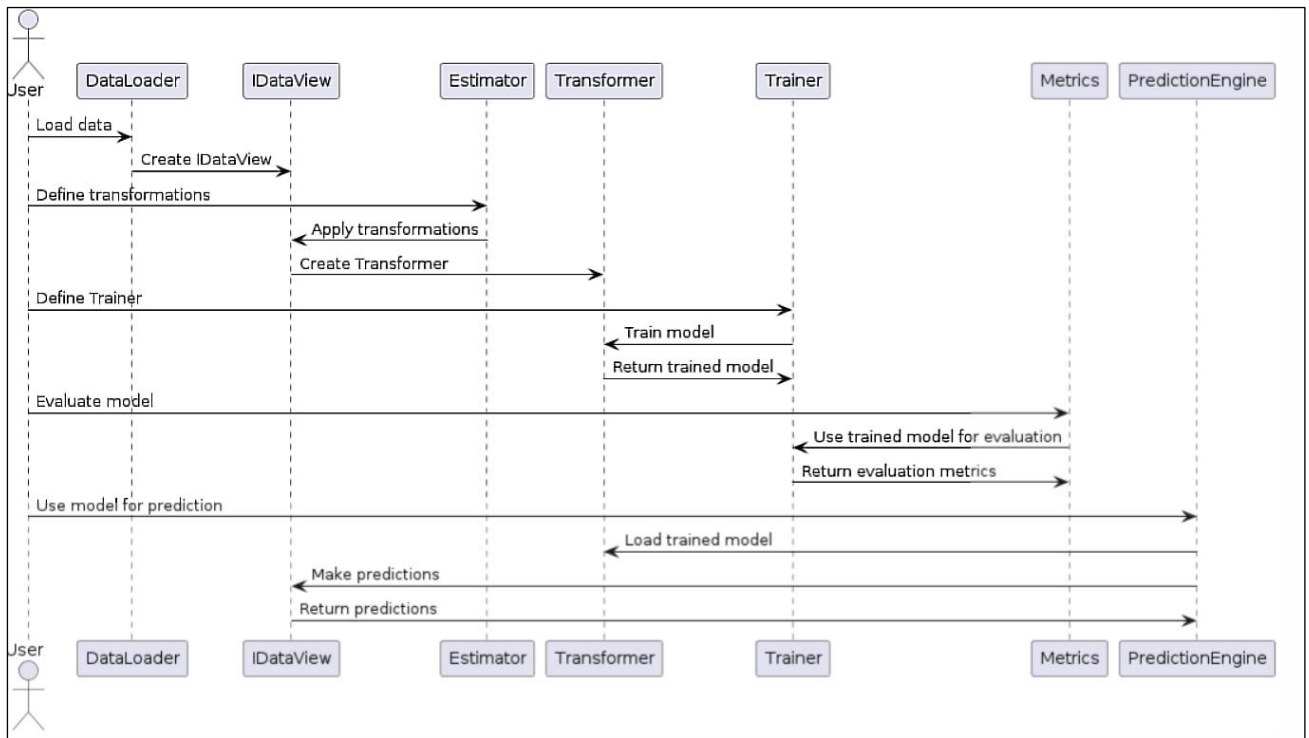 User
DataLoader IDataView Estimator Transformer Trainer Metrics PredictionEngine
Load data
Create IDataView
Define transformations
Apply transformations
Create Transformer
Define Trainer
Train model
Return trained model
Evaluate model
Use trained model for evaluation
Return evaluation metrics
Use model for prediction
Load trained model
Make predictions
Return predictions
User
DataLoader IDataView Estimator Transformer Trainer Metrics PredictionEngine